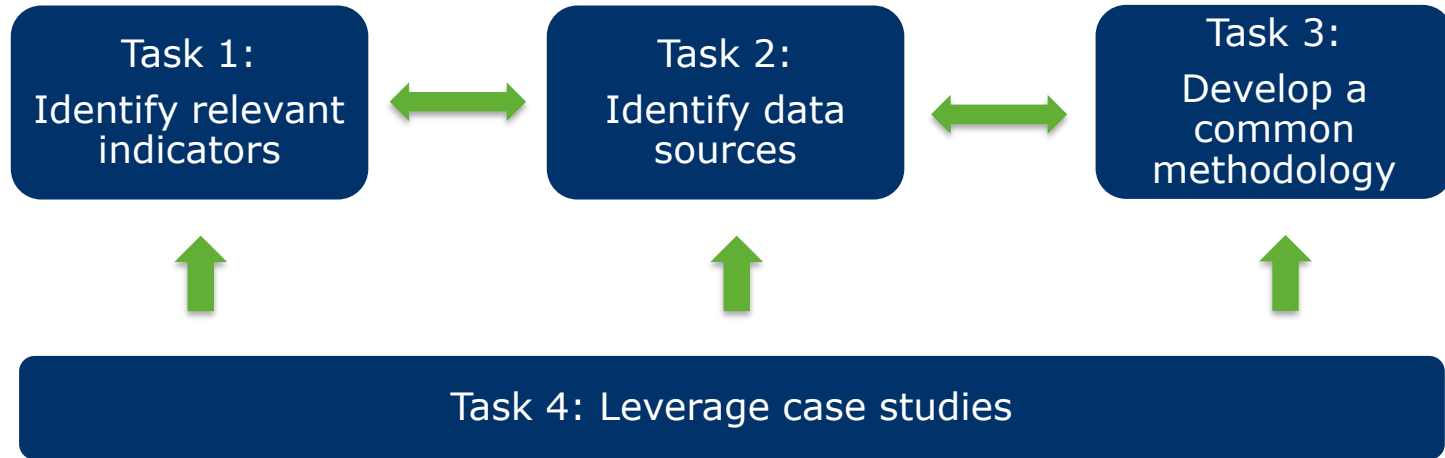 Task 1:
Identify relevant
indicators
Task 2:
Identify data
sources
Task 3:
Develop a
common
methodology
Task 4: Leverage case studies